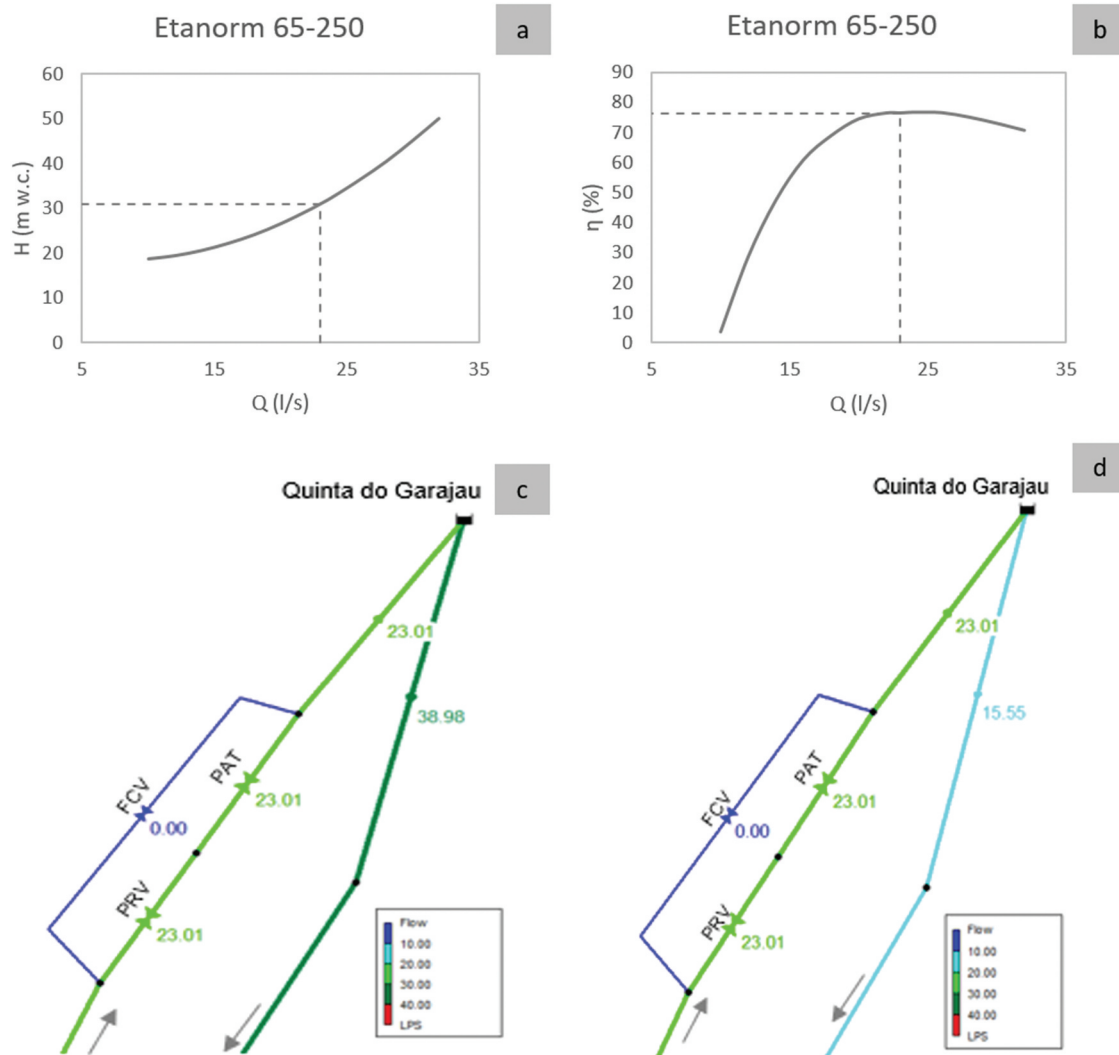 Etanorm 65-250
a
60
50
40
30
20
10
0
H (m w.c.)
5
15
25
35
Q (l/s)
Etanorm 65-250
b
90
80
70
60
50
40
30
20
10
0
η (%)
5
15
25
35
Q (l/s)
Quinta do Garajau
c
23.01
38.98
PAT
23.01
FCV
0.00
PRV
23.01
Flow
10.00
20.00
30.00
40.00
LPS
Quinta do Garajau
d
23.01
15.55
PAT
23.01
FCV
0.00
PRV
23.01
Flow
10.00
20.00
30.00
40.00
LPS